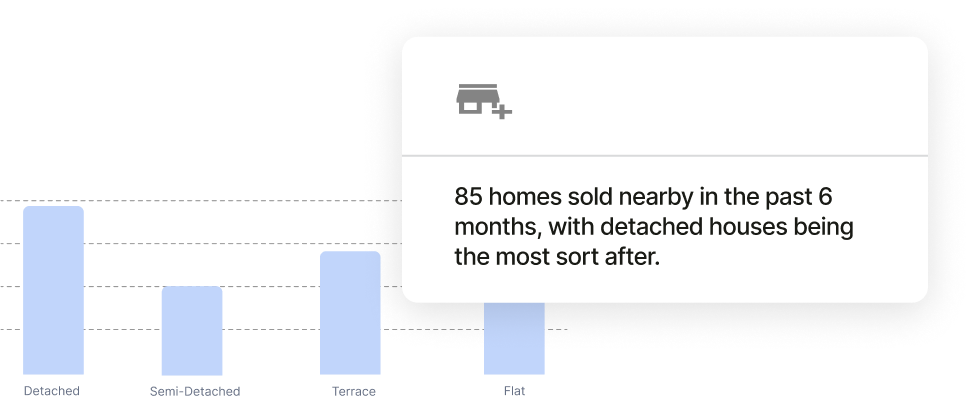 85 homes sold nearby in the past 6
months, with detached houses being
the most sort after.
Detached
Semi-Detached
Terrace
Flat